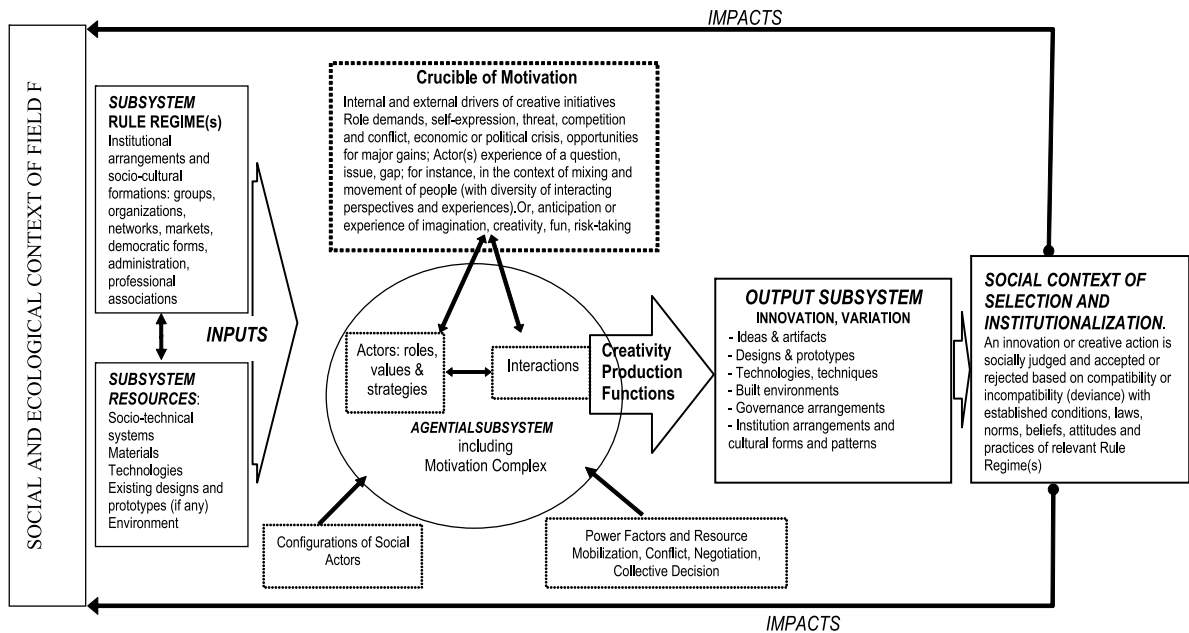 IMPACTS
SOCIAL AND ECOLOGICAL CONTEXT OF FIELD F
SUBSYSTEM
RULE REGIME(s)
Institutional
arrangements and
socio-cultural
formations: groups,
organizations,
networks, markets,
democratic forms,
administration,
professional
associations
SUBSYSTEM
RESOURCES:
Socio-technical
systems
Materials
Technologies
Existing designs and
prototypes (if any)
Environment
INPUTS
Crucible of Motivation
Internal and external drivers of creative initiatives
Role demands, self-expression, threat, competition
and conflict, economic or political crisis, opportunities
for major gains; Actor(s) experience of a question,
issue, gap; for instance, in the context of mixing and
movement of people (with diversity of interacting
perspectives and experiences).Or, anticipation or
experience of imagination, creativity, fun, risk-taking
Actors: roles,
values &
strategies
Interactions
AGENTIALSUBSYSTEM
including
Motivation Complex
Configurations of Social
Actors
Power Factors and Resource
Mobilization, Conflict, Negotiation,
Collective Decision
Creativity
Production
Functions
OUTPUT SUBSYSTEM
INNOVATION, VARIATION
- Ideas & artifacts
- Designs & prototypes
- Technologies, techniques
- Built environments
- Governance arrangements
- Institution arrangements and
cultural forms and patterns
SOCIAL CONTEXT OF
SELECTION AND
INSTITUTIONALIZATION.
An innovation or creative action is
socially judged and accepted or
rejected based on compatibility or
incompatibility (deviance) with
established conditions, laws,
norms, beliefs, attitudes and
practices of relevant Rule
Regime(s)
IMPACTS